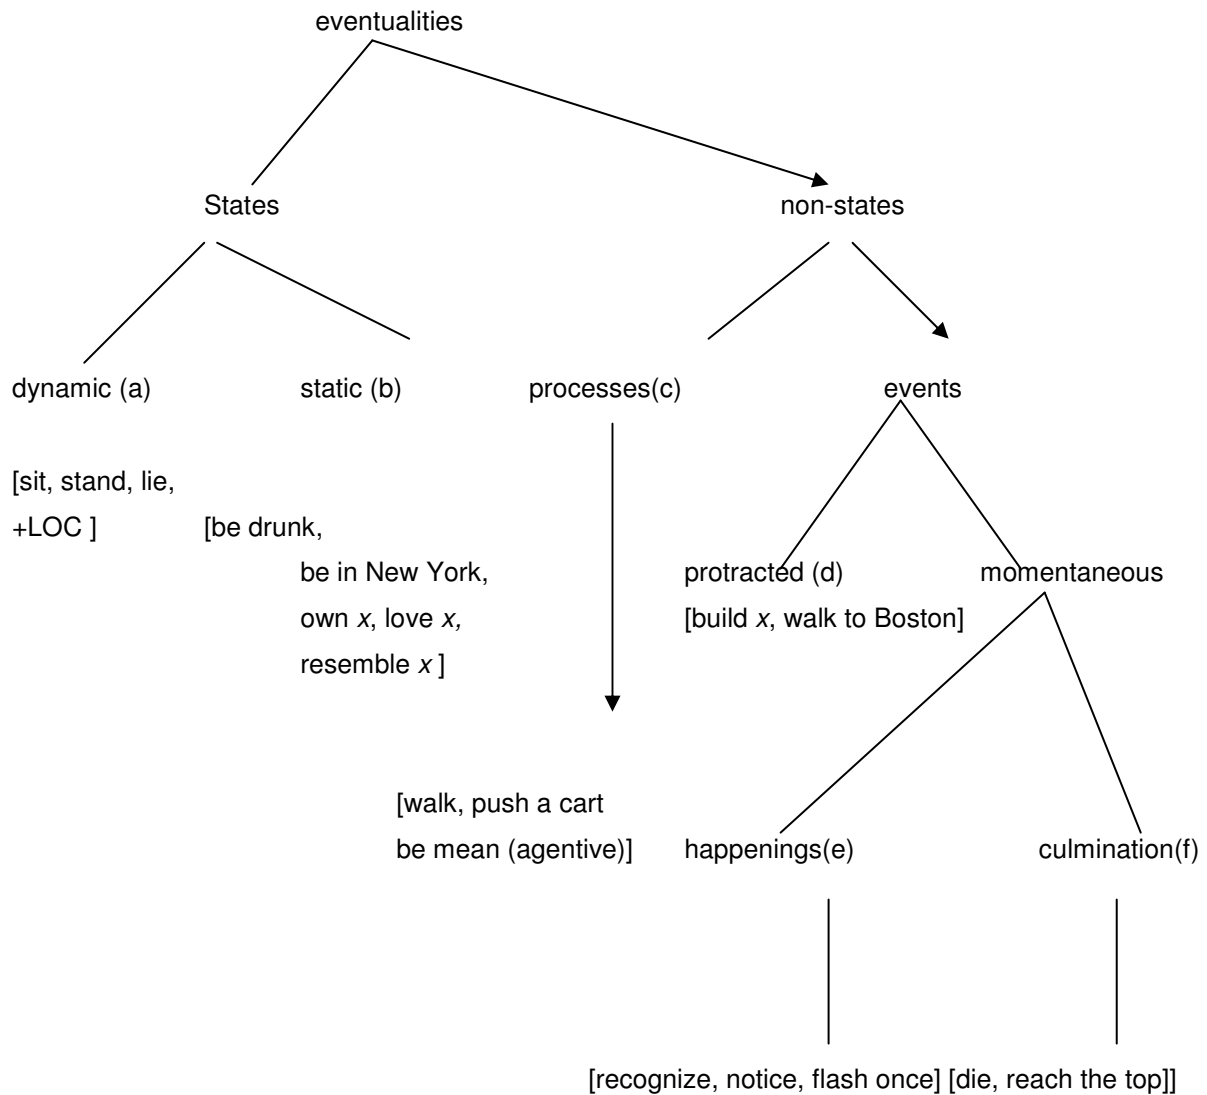 eventualities
States non-states
dynamic (a) static (b) processes(c) events
[sit, stand, lie,
+LOC ] [be drunk,
be in New York, protracted (d) momentaneous
own x, love x, [build x, walk to Boston]
resemble x ]
[walk, push a cart
be mean (agentive)] happenings(e) culmination(f)
[recognize, notice, flash once] [die, reach the top]]